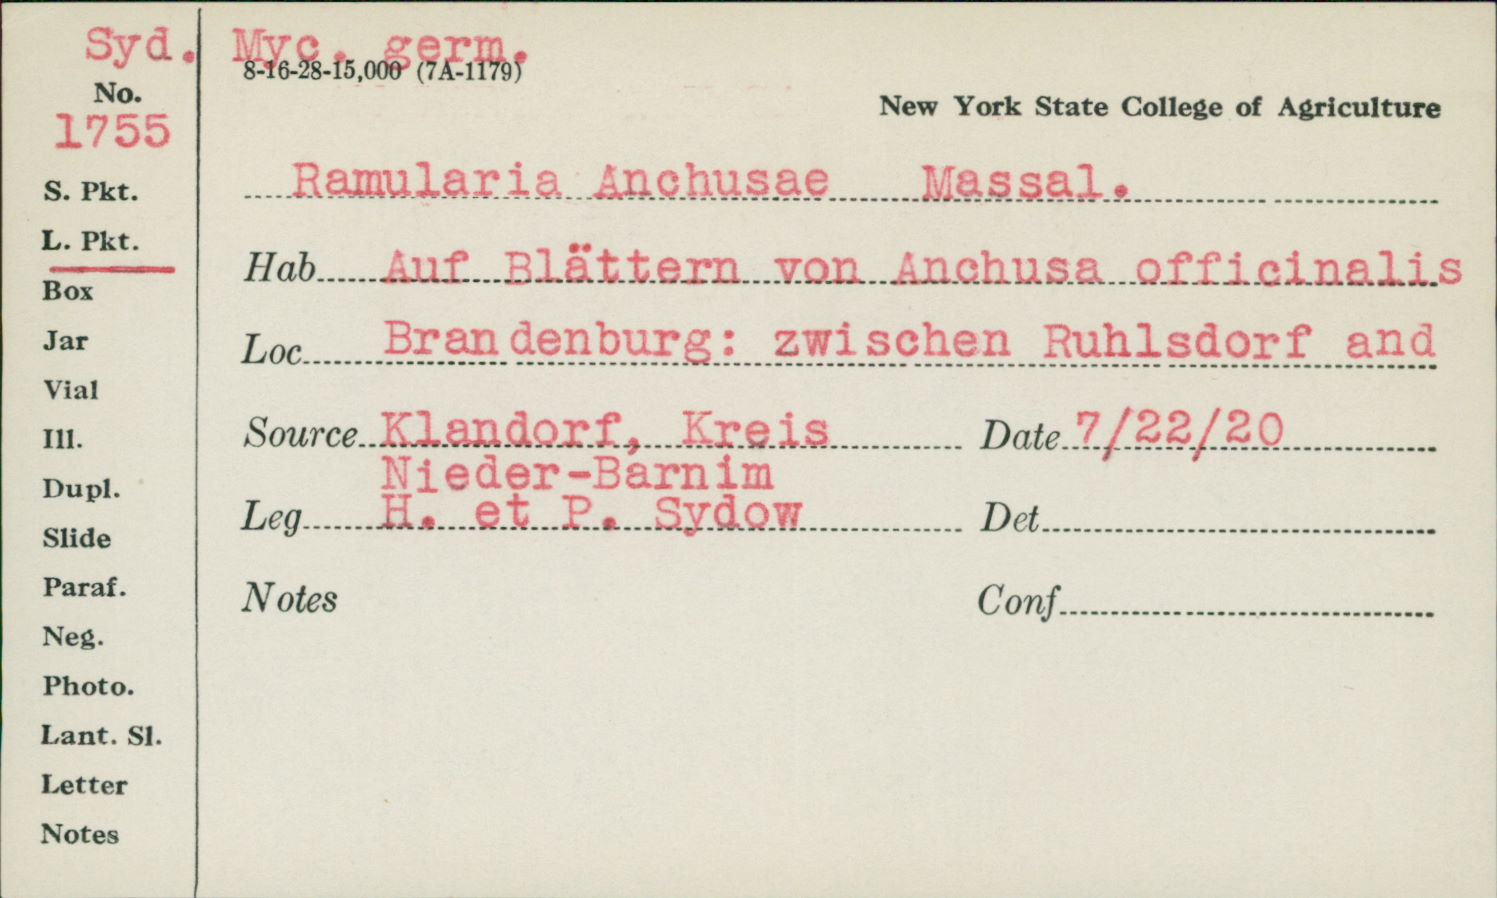 Syd. Myc. germ.
8-16-28-15,000 (7A-1179)
No.
1755
New York State College of Agriculture
S. Pkt.
Ramularia Anchusae Massal.
L. Pkt.
Hab Auf Blättern von Anchusa officinalis
Box
Jar
Loc Brandenburg: zwischen Ruhlsdorf and
Vial
Ill.
Source Klandorf, Kreis Date 7/22/20
Nieder-Barnim
Dupl.
Leg H. et P. Sydow Det
Slide
Paraf.
Notes Conf
Neg.
Photo.
Lant. Sl.
Letter
Notes